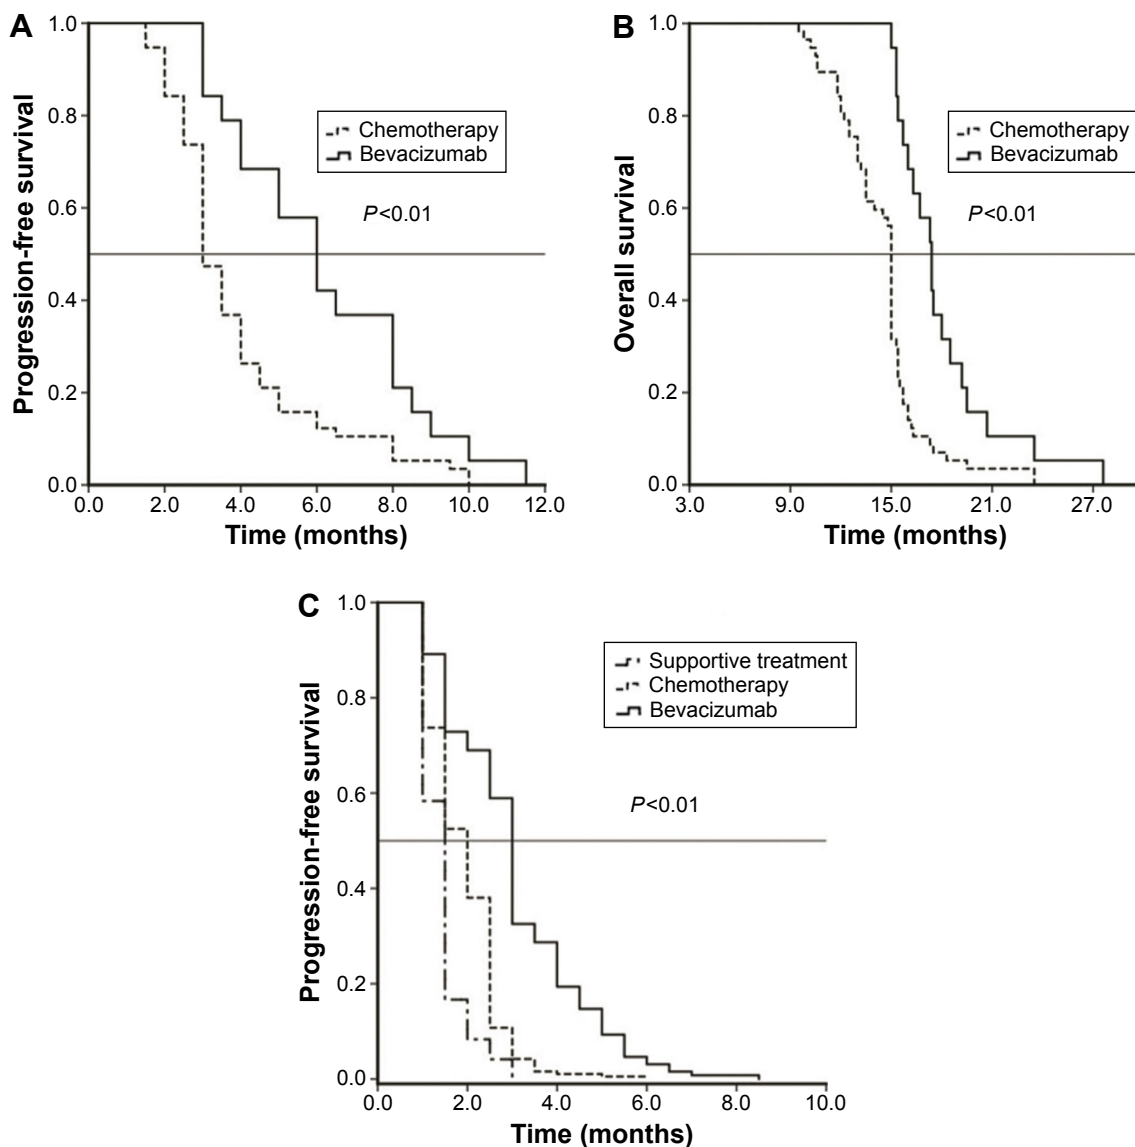 A
Progression-free survival
1.0
0.8
0.6
0.4
0.2
0.0
Chemotherapy
Bevacizumab
P<0.01
0.0 2.0 4.0 6.0 8.0 10.0 12.0
Time (months)
B
Overall survival
1.0
0.8
0.6
0.4
0.2
0.0
Chemotherapy
Bevacizumab
P<0.01
3.0 9.0 15.0 21.0 27.0
Time (months)
C
Progression-free survival
1.0
0.8
0.6
0.4
0.2
0.0
Supportive treatment
Chemotherapy
Bevacizumab
P<0.01
0.0 2.0 4.0 6.0 8.0 10.0
Time (months)